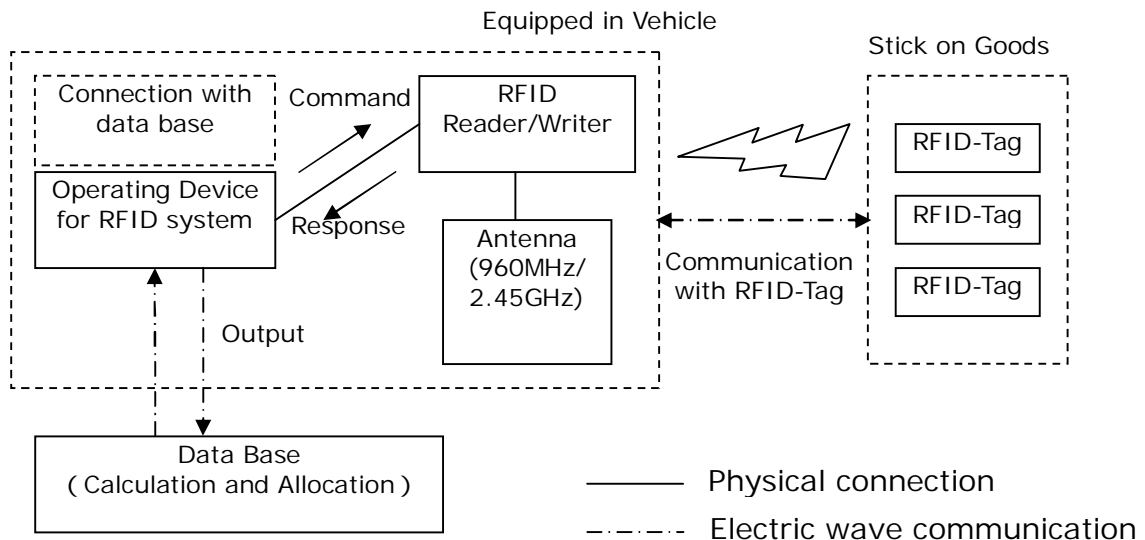 Equipped in Vehicle
Stick on Goods
Connection with
data base
Command
RFID
Reader/Writer
Operating Device
for RFID system
Response
Antenna
(960MHz/
2.45GHz)
Communication
with RFID-Tag
RFID-Tag
RFID-Tag
RFID-Tag
Output
Data Base
( Calculation and Allocation )
Physical connection
Electric wave communication